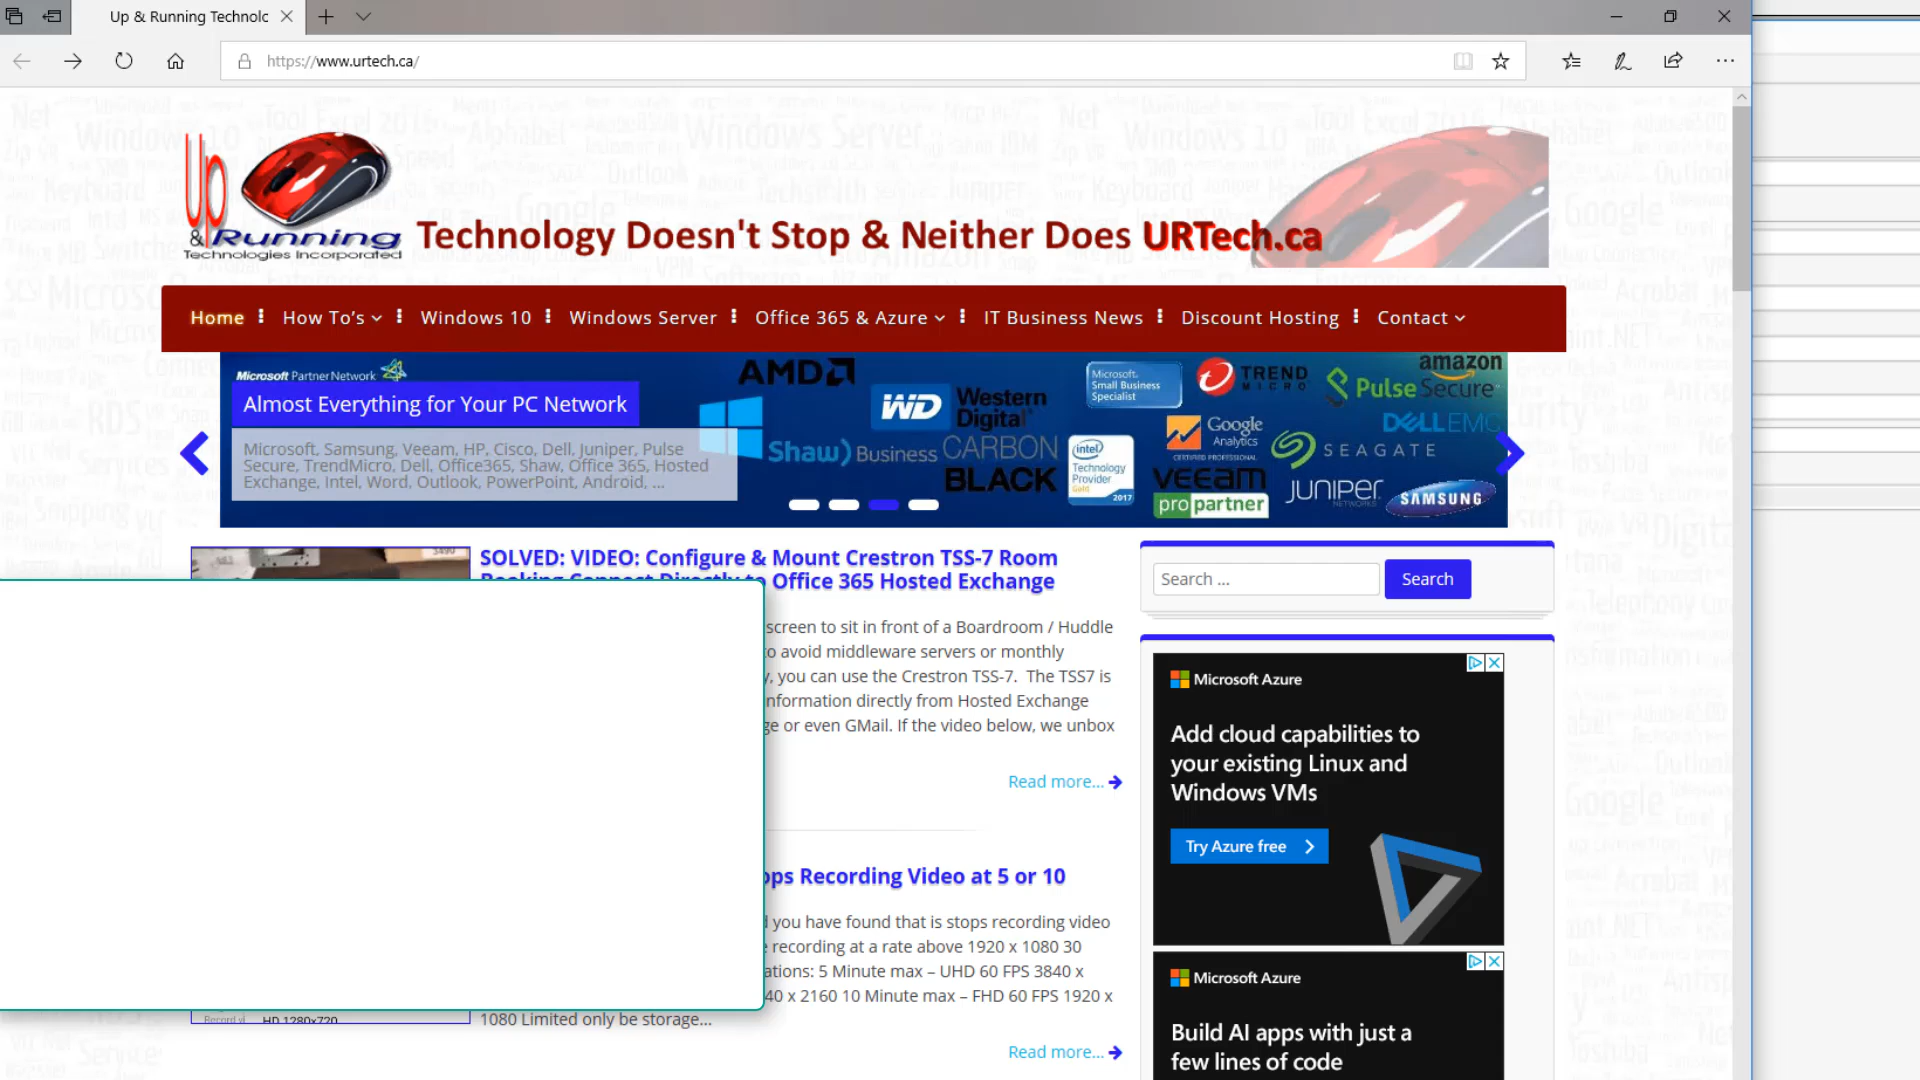 Up & Running Technolc
https://www.urtech.ca/
Up
& Running
Technologies Incorporated
Technology Doesn't Stop & Neither Does URTech.ca
Home
How To's
Windows 10
Windows Server
Office 365 & Azure
IT Business News
Discount Hosting
Contact
Microsoft Partner Network
Almost Everything for Your PC Network
Microsoft, Samsung, Veeam, HP, Cisco, Dell, Juniper, Pulse
Secure, TrendMicro, Dell, Office365, Shaw, Office 365, Hosted
Exchange, Intel, Word, Outlook, PowerPoint, Android, ...
AMD
WD Western
Digital
Shaw) Business
CARBON
BLACK
Microsoft
Small Business
Specialist
TREND
MICRO
amazon
Pulse Secure
DELLEMC
Google
Analytics
CERTIFIED PROFESSIONAL
SEAGATE
intel
Technology
Provider
Gold
2017
veeam
propartner
JUNIPER
NETWORKS
SAMSUNG
SOLVED: VIDEO: Configure & Mount Crestron TSS-7 Room
Booking Connect Directly to Office 365 Hosted Exchange
screen to sit in front of a Boardroom / Huddle
to avoid middleware servers or monthly
y, you can use the Crestron TSS-7. The TSS7 is
nformation directly from Hosted Exchange
ge or even GMail. If the video below, we unbox
Read more...
ops Recording Video at 5 or 10
d you have found that is stops recording video
e recording at a rate above 1920 x 1080 30
ations: 5 Minute max – UHD 60 FPS 3840 x
40 x 2160 10 Minute max – FHD 60 FPS 1920 x
1080 Limited only be storage...
HD 1280x720
Read more...
Search ...
Search
Microsoft Azure
Add cloud capabilities to
your existing Linux and
Windows VMs
Try Azure free
Microsoft Azure
Build AI apps with just a
few lines of code